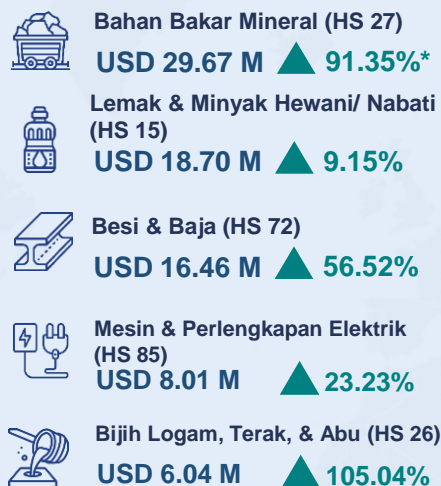 Bahan Bakar Mineral (HS 27)
USD 29.67 M 91.35%*
Lemak & Minyak Hewani/ Nabati
(HS 15)
USD 18.70 M 9.15%
Besi & Baja (HS 72)
USD 16.46 M 56.52%
Mesin & Perlengkapan Elektrik
(HS 85)
USD 8.01 M 23.23%
Bijih Logam, Terak, & Abu (HS 26)
USD 6.04 M 105.04%